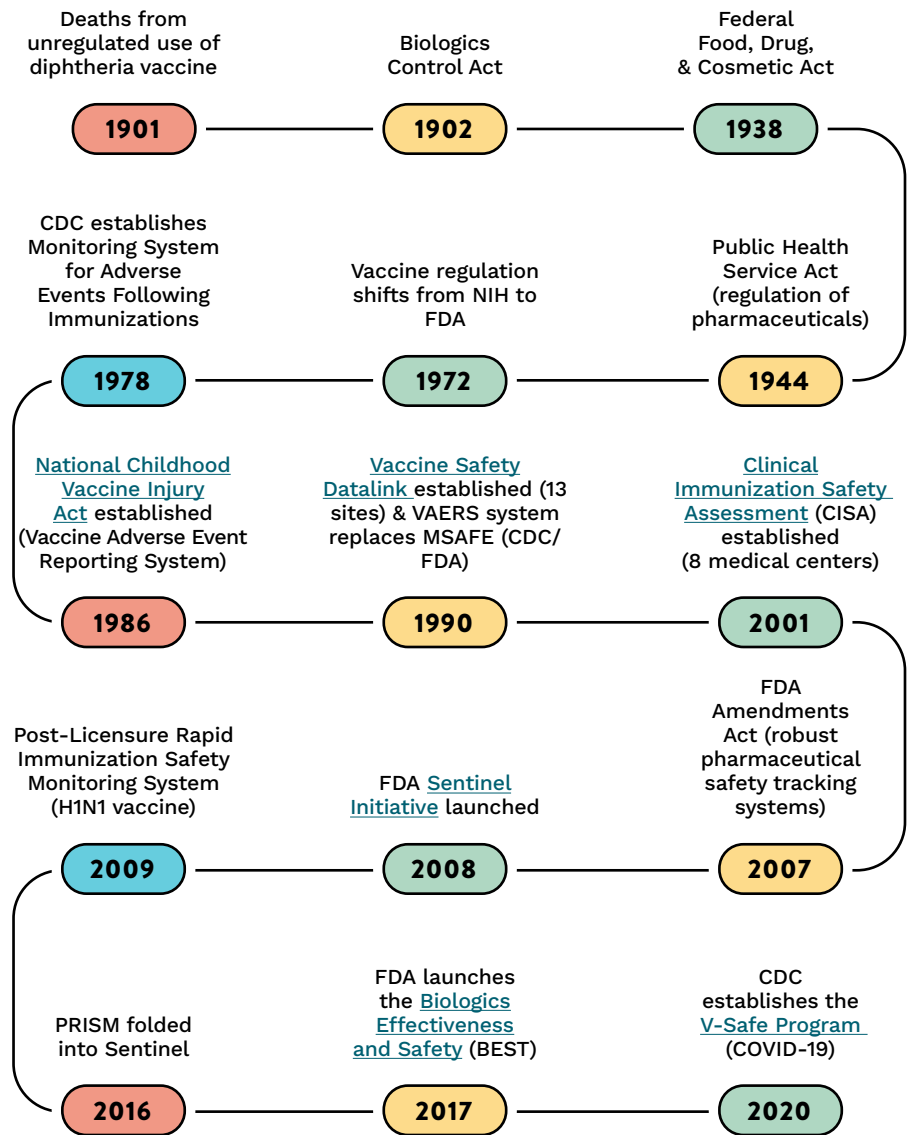 Deaths from
unregulated use of
diphtheria vaccine
1901
Biologics
Control Act
1902
Federal
Food, Drug,
& Cosmetic Act
1938
Public Health
Service Act
(regulation of
pharmaceuticals)
1944
Vaccine regulation
shifts from NIH to
FDA
1972
CDC establishes
Monitoring System
for Adverse
Events Following
Immunizations
1978
National Childhood
Vaccine Injury
Act established
(Vaccine Adverse Event
Reporting System)
1986
Vaccine Safety
Datalink established (13
sites) & VAERS system
replaces MSAFE (CDC/
FDA)
1990
Clinical
Immunization Safety
Assessment (CISA)
established
(8 medical centers)
2001
FDA
Amendments
Act (robust
pharmaceutical
safety tracking
systems)
2007
FDA Sentinel
Initiative launched
2008
Post-Licensure Rapid
Immunization Safety
Monitoring System
(H1N1 vaccine)
2009
PRISM folded
into Sentinel
2016
FDA launches
the Biologics
Effectiveness
and Safety (BEST)
2017
CDC
establishes the
V-Safe Program
(COVID-19)
2020